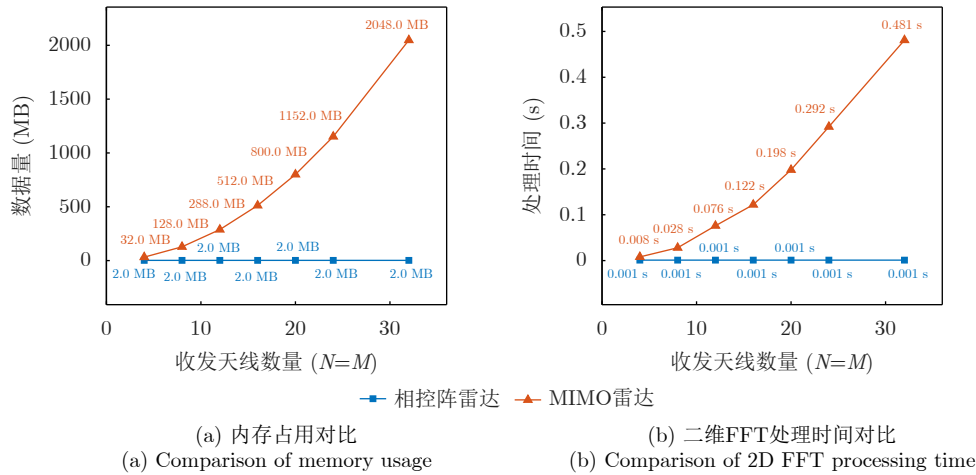 2048.0 MB
2000
1500
1152.0 MB
1000
800.0 MB
512.0 MB
500
288.0 MB
128.0 MB
32.0 MB
2.0 MB
2.0 MB
0
2.0 MB
2.0 MB
2.0 MB
2.0 MB
2.0 MB
0
10
20
30
数据量 (MB)
收发天线数量 (N=M)
0.481 s
0.5
0.4
0.3
0.292 s
0.2
0.198 s
0.122 s
0.1
0.076 s
0.028 s
0.008 s
0.001 s
0.001 s
0
0.001 s
0.001 s
0.001 s
0.001 s
0.001 s
0
10
20
30
处理时间 (s)
收发天线数量 (N=M)
相控阵雷达
MIMO雷达
(a) 内存占用对比
(a) Comparison of memory usage
(b) 二维FFT处理时间对比
(b) Comparison of 2D FFT processing time